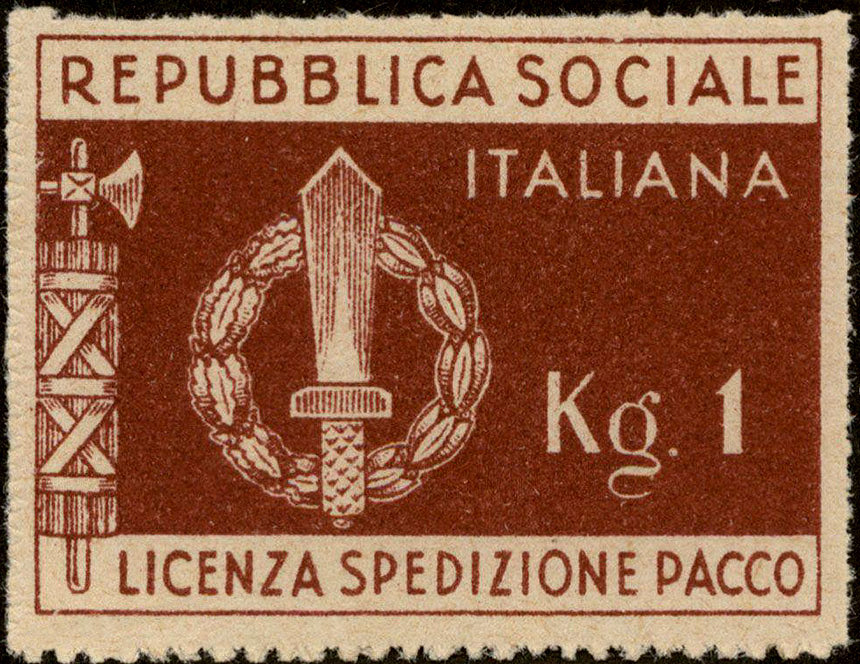 REPUBBLICA SOCIALE
ITALIANA
Kg. 1
LICENZA SPEDIZIONE PACCO